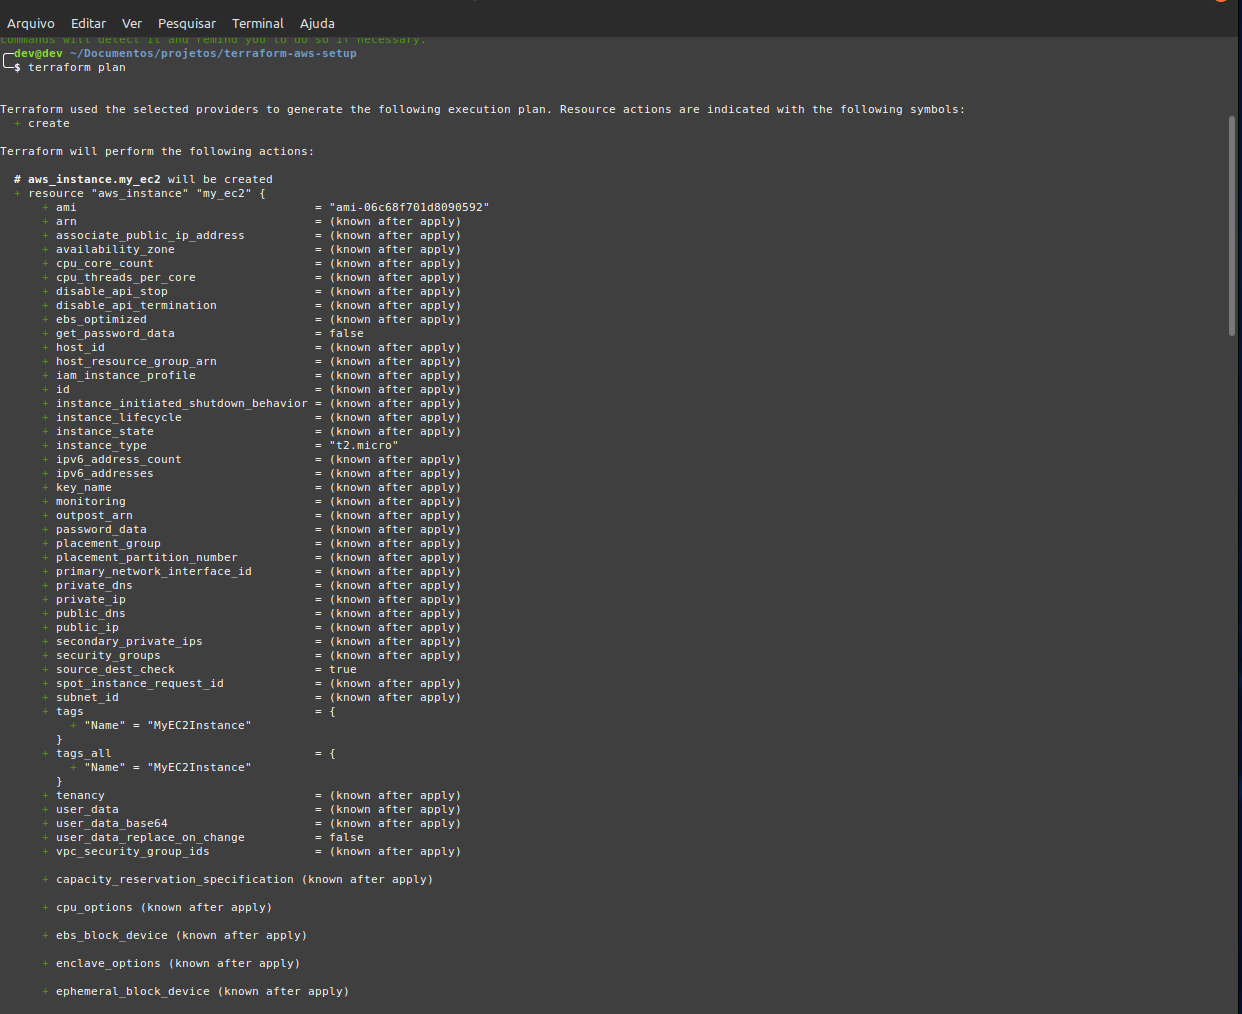 Arquivo Editar Ver Pesquisar Terminal Ajuda
commands will detect it and remind you to do so if necessary.
dev@dev ~/Documentos/projetos/terraform-aws-setup
$ terraform plan
Terraform used the selected providers to generate the following execution plan. Resource actions are indicated with the following symbols:
+ create
Terraform will perform the following actions:
# aws_instance.my_ec2 will be created
+ resource "aws_instance" "my_ec2" {
+ ami = "ami-06c68f701d8090592"
+ arn = (known after apply)
+ associate_public_ip_address = (known after apply)
+ availability_zone = (known after apply)
+ cpu_core_count = (known after apply)
+ cpu_threads_per_core = (known after apply)
+ disable_api_stop = (known after apply)
+ disable_api_termination = (known after apply)
+ ebs_optimized = (known after apply)
+ get_password_data = false
+ host_id = (known after apply)
+ host_resource_group_arn = (known after apply)
+ iam_instance_profile = (known after apply)
+ id = (known after apply)
+ instance_initiated_shutdown_behavior = (known after apply)
+ instance_lifecycle = (known after apply)
+ instance_state = (known after apply)
+ instance_type = "t2.micro"
+ ipv6_address_count = (known after apply)
+ ipv6_addresses = (known after apply)
+ key_name = (known after apply)
+ monitoring = (known after apply)
+ outpost_arn = (known after apply)
+ password_data = (known after apply)
+ placement_group = (known after apply)
+ placement_partition_number = (known after apply)
+ primary_network_interface_id = (known after apply)
+ private_dns = (known after apply)
+ private_ip = (known after apply)
+ public_dns = (known after apply)
+ public_ip = (known after apply)
+ secondary_private_ips = (known after apply)
+ security_groups = (known after apply)
+ source_dest_check = true
+ spot_instance_request_id = (known after apply)
+ subnet_id = (known after apply)
+ tags = {
+ "Name" = "MyEC2Instance"
}
+ tags_all = {
+ "Name" = "MyEC2Instance"
}
+ tenancy = (known after apply)
+ user_data = (known after apply)
+ user_data_base64 = (known after apply)
+ user_data_replace_on_change = false
+ vpc_security_group_ids = (known after apply)
+ capacity_reservation_specification (known after apply)
+ cpu_options (known after apply)
+ ebs_block_device (known after apply)
+ enclave_options (known after apply)
+ ephemeral_block_device (known after apply)